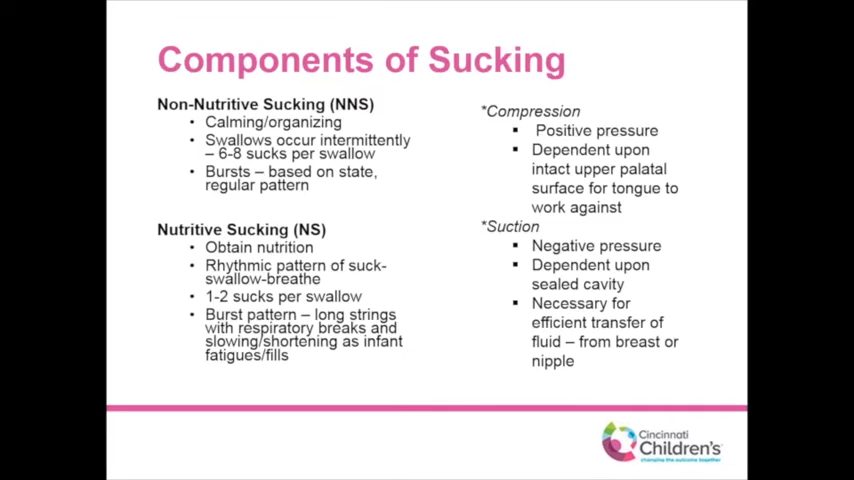 Components of Sucking
Non-Nutritive Sucking (NNS)
• Calming/organizing
• Swallows occur intermittently
– 6-8 sucks per swallow
• Bursts – based on state,
regular pattern
Nutritive Sucking (NS)
• Obtain nutrition
• Rhythmic pattern of suck-
swallow-breathe
• 1-2 sucks per swallow
• Burst pattern – long strings
with respiratory breaks and
slowing/shortening as infant
fatigues/fills
*Compression
▪ Positive pressure
▪ Dependent upon
intact upper palatal
surface for tongue to
work against
*Suction
▪ Negative pressure
▪ Dependent upon
sealed cavity
▪ Necessary for
efficient transfer of
fluid – from breast or
nipple
Cincinnati
Children's
changing the outcome together